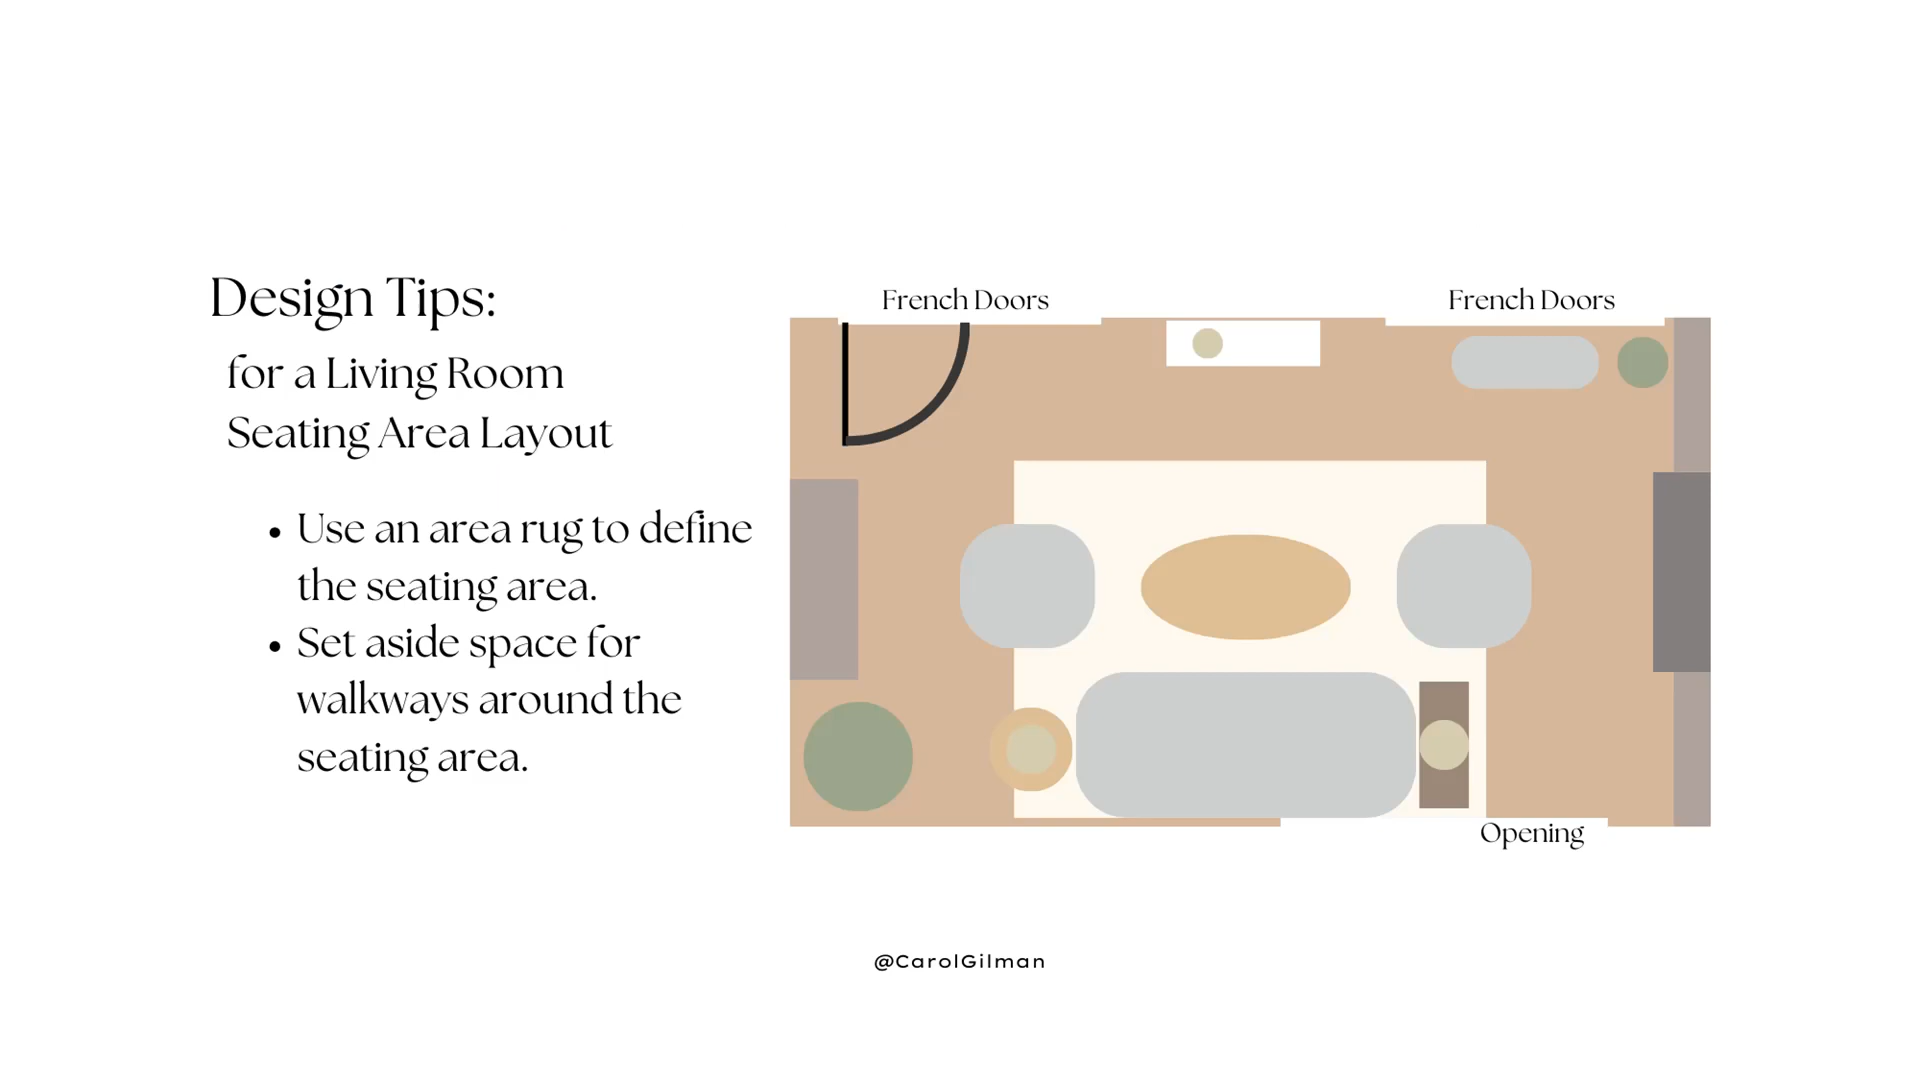 Design Tips:
for a Living Room
Seating Area Layout
• Use an area rug to define
the seating area.
• Set aside space for
walkways around the
seating area.
French Doors
French Doors
Opening
@CarolGilman